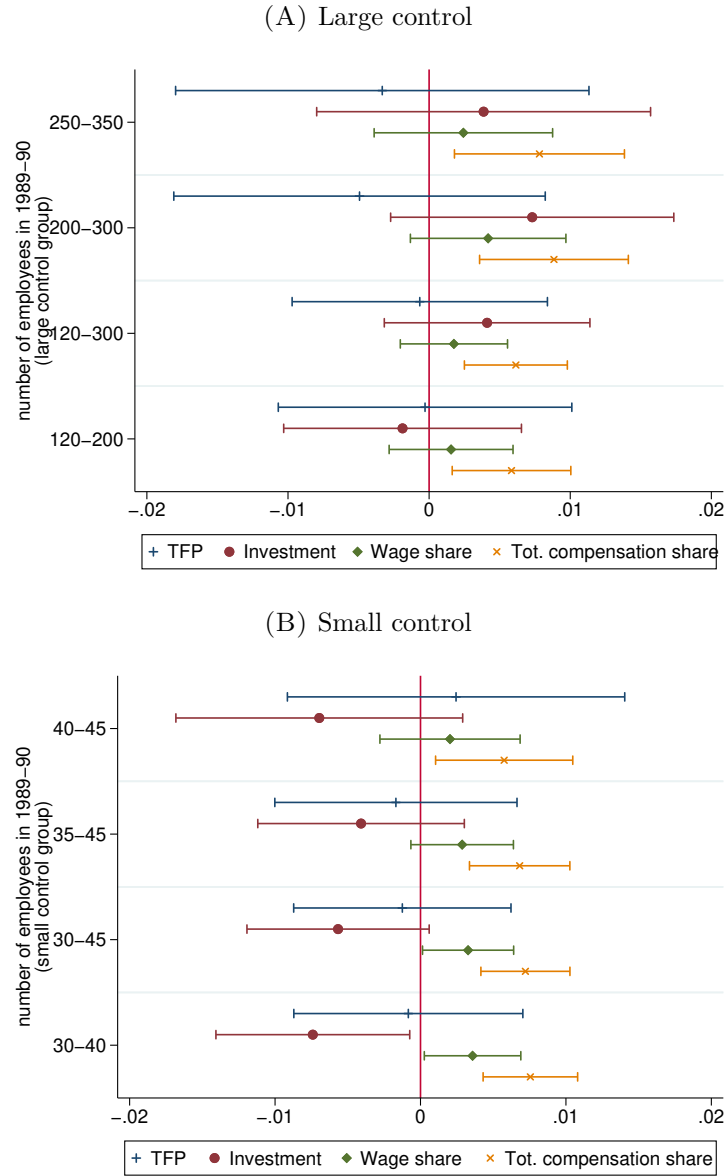 (A) Large control
number of employees in 1989−90
(large control group)
250−350
200−300
120−300
120−200
−.02 −.01 0 .01 .02
TFP Investment Wage share Tot. compensation share
(B) Small control
number of employees in 1989−90
(small control group)
40−45
35−45
30−45
30−40
−.02 −.01 0 .01 .02
TFP Investment Wage share Tot. compensation share